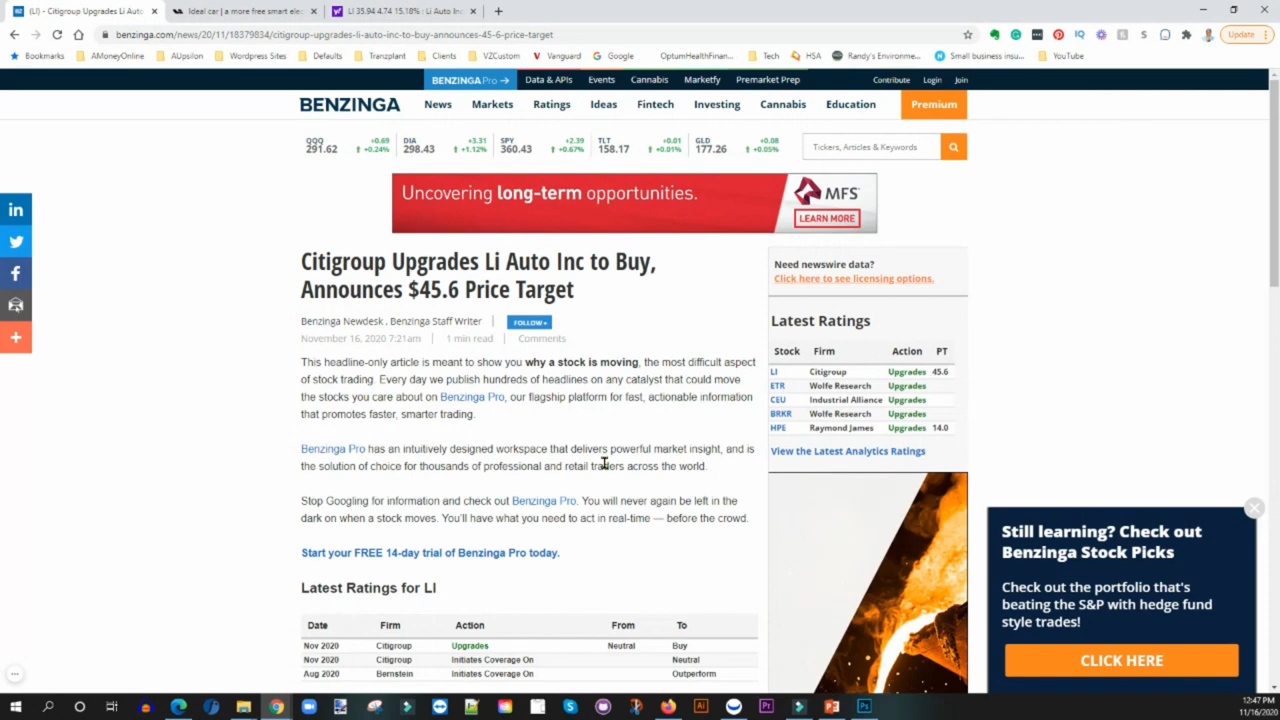 (LI) - Citigroup Upgrades Li Auto
Ideal car | a more free smart elec
LI 35.94 4.74 15.18% : Li Auto Inc
benzinga.com/news/20/11/18379834/citigroup-upgrades-li-auto-inc-to-buy-announces-45-6-price-target
Update
Bookmarks
AMoneyOnline
AUpsilon
Wordpress Sites
Defaults
Tranzplant
Clients
VZCustom
Vanguard
Google
OptumHealthFinan...
Tech
HSA
Randy's Environme...
Small business insu...
YouTube
BENZINGA Pro →
Data & APIs
Events
Cannabis
Marketfy
Premarket Prep
Contribute
Login
Join
BENZINGA
News
Markets
Ratings
Ideas
Fintech
Investing
Cannabis
Education
Premium
QQQ +0.69
291.62 +0.24%
DIA +3.31
298.43 +1.12%
SPY +2.39
360.43 +0.67%
TLT +0.01
158.17 +0.01%
GLD +0.08
177.26 +0.05%
Tickers, Articles & Keywords
Uncovering long-term opportunities.
MFS
LEARN MORE
Citigroup Upgrades Li Auto Inc to Buy,
Announces $45.6 Price Target
Benzinga Newdesk , Benzinga Staff Writer
FOLLOW+
November 16, 2020 7:21am | 1 min read | Comments
This headline-only article is meant to show you why a stock is moving, the most difficult aspect
of stock trading. Every day we publish hundreds of headlines on any catalyst that could move
the stocks you care about on Benzinga Pro, our flagship platform for fast, actionable information
that promotes faster, smarter trading.
Benzinga Pro has an intuitively designed workspace that delivers powerful market insight, and is
the solution of choice for thousands of professional and retail traders across the world.
Stop Googling for information and check out Benzinga Pro. You will never again be left in the
dark on when a stock moves. You'll have what you need to act in real-time — before the crowd.
Start your FREE 14-day trial of Benzinga Pro today.
Latest Ratings for LI
Date Firm Action From To
Nov 2020 Citigroup Upgrades Neutral Buy
Nov 2020 Citigroup Initiates Coverage On Neutral
Aug 2020 Bernstein Initiates Coverage On Outperform
Need newswire data?
Click here to see licensing options.
Latest Ratings
Stock Firm Action PT
LI Citigroup Upgrades 45.6
ETR Wolfe Research Upgrades
CEU Industrial Alliance Upgrades
BRKR Wolfe Research Upgrades
HPE Raymond James Upgrades 14.0
View the Latest Analytics Ratings
Still learning? Check out
Benzinga Stock Picks
Check out the portfolio that's
beating the S&P with hedge fund
style trades!
CLICK HERE
12:47 PM
11/16/2020